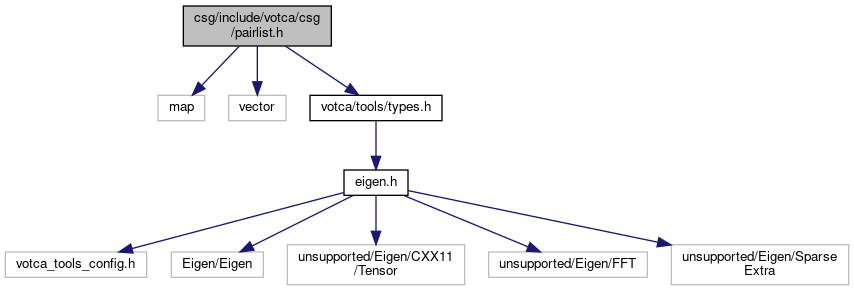 csg/include/votca/csg
/pairlist.h
map
vector
votca/tools/types.h
eigen.h
votca_tools_config.h
Eigen/Eigen
unsupported/Eigen/CXX11
/Tensor
unsupported/Eigen/FFT
unsupported/Eigen/Sparse
Extra